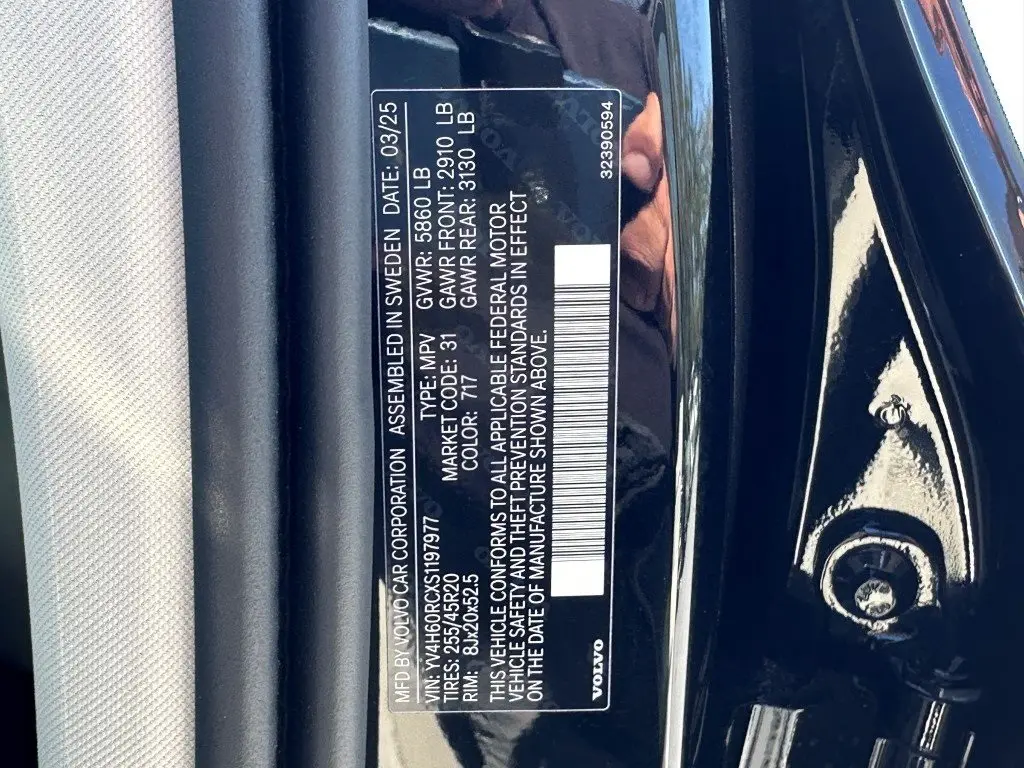 MFD BY VOLVO CAR CORPORATION ASSEMBLED IN SWEDEN DATE: 03/25
VIN: YV4H60RCXS1197977 TYPE: MPV GVWR: 5860 LB
TIRES: 255/45R20 MARKET CODE: 31 GAWR FRONT: 2910 LB
RIM: 8Jx20x52.5 COLOR: 717 GAWR REAR: 3130 LB
THIS VEHICLE CONFORMS TO ALL APPLICABLE FEDERAL MOTOR
VEHICLE SAFETY AND THEFT PREVENTION STANDARDS IN EFFECT
ON THE DATE OF MANUFACTURE SHOWN ABOVE.
VOLVO 32390594